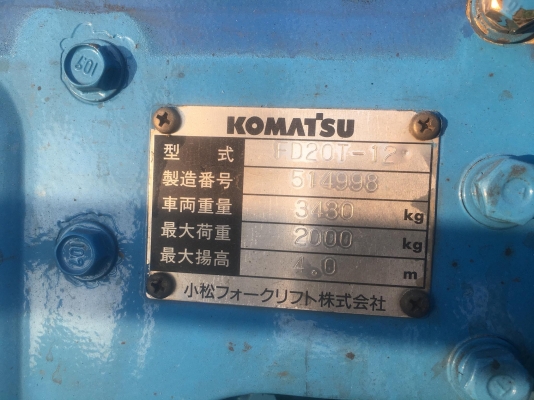 10.7
KOMATSU
型 式 FD20T-12
製造番号 514998
車両重量 3480 kg
最大荷重 2000 kg
最大揚高 4.0 m
小松フォークリフト株式会社